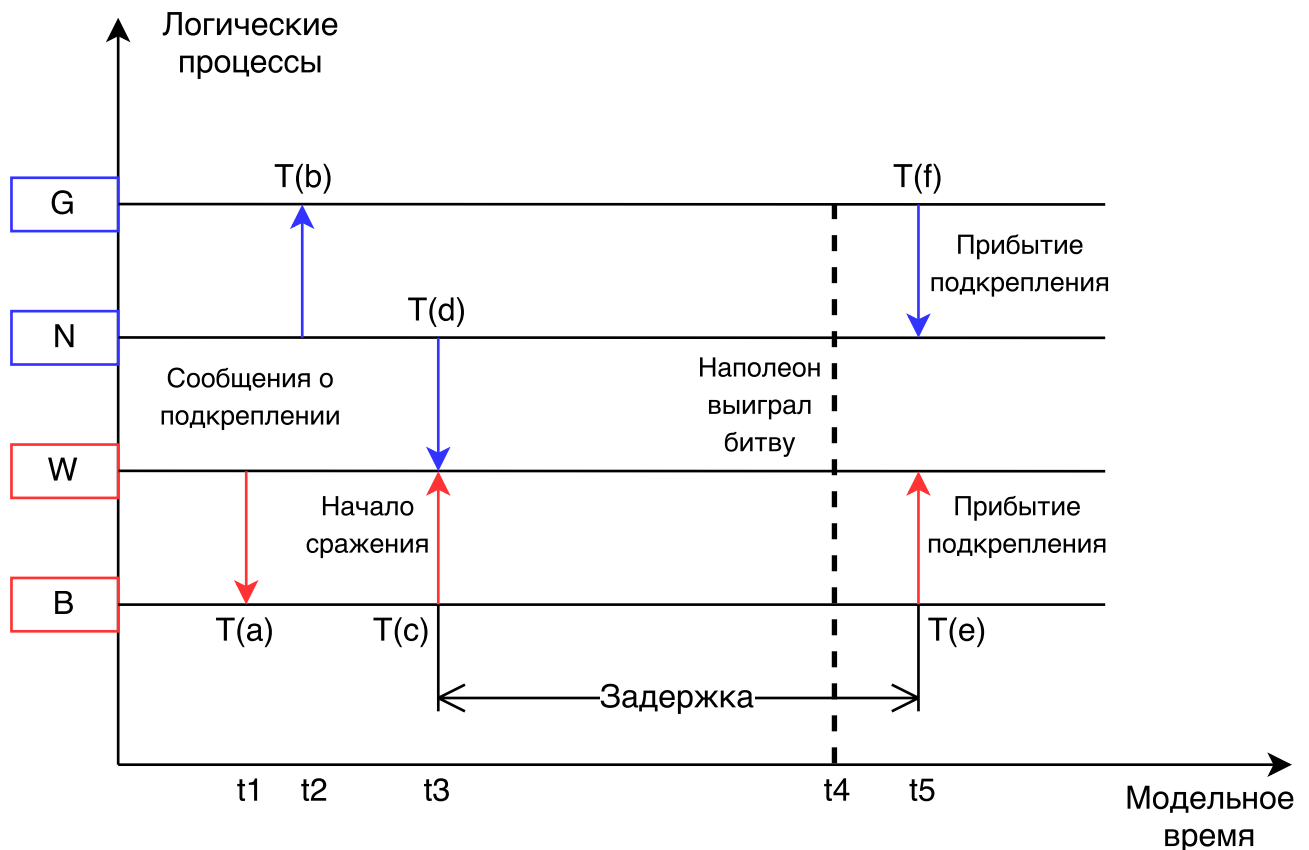 Логические
процессы
T(b)
T(f)
G
Прибытие
подкрепления
T(d)
N
Сообщения о
подкреплении
Наполеон
выиграл
битву
W
Начало
сражения
Прибытие
подкрепления
B
T(a)
T(c)
T(e)
Задержка
t1
t2
t3
t4
t5
Модельное
время